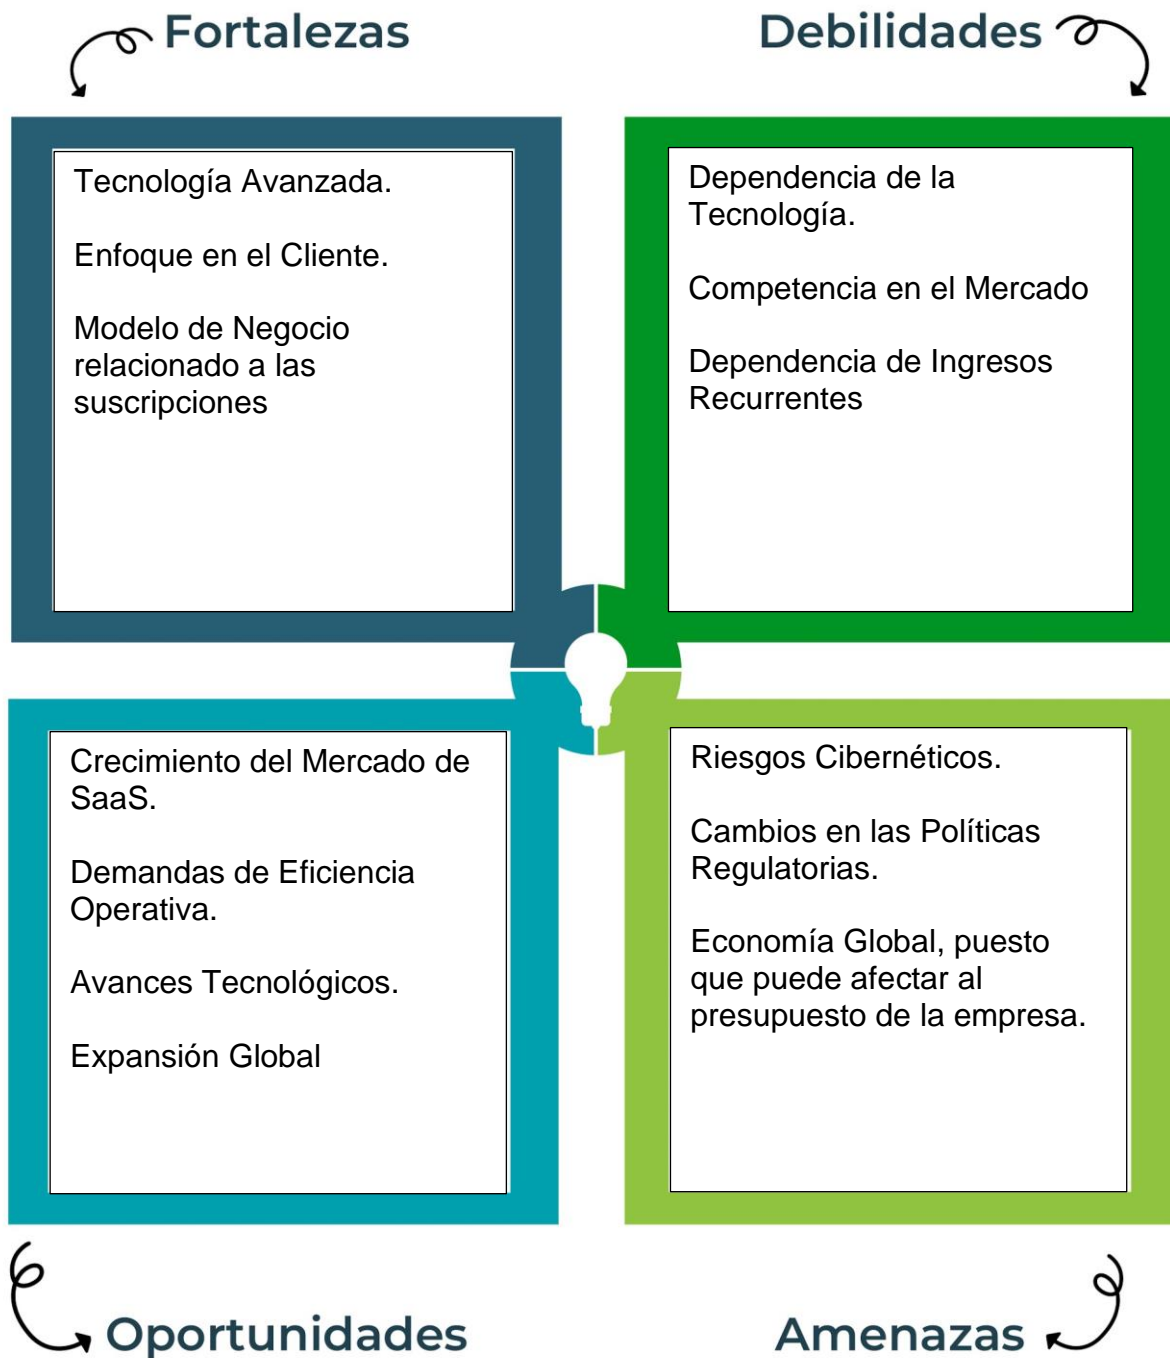 Fortalezas
Tecnología Avanzada.
Enfoque en el Cliente.
Modelo de Negocio
relacionado a las
suscripciones
Debilidades
Dependencia de la
Tecnología.
Competencia en el Mercado
Dependencia de Ingresos
Recurrentes
Crecimiento del Mercado de
SaaS.
Demandas de Eficiencia
Operativa.
Avances Tecnológicos.
Expansión Global
Oportunidades
Riesgos Cibernéticos.
Cambios en las Políticas
Regulatorias.
Economía Global, puesto
que puede afectar al
presupuesto de la empresa.
Amenazas